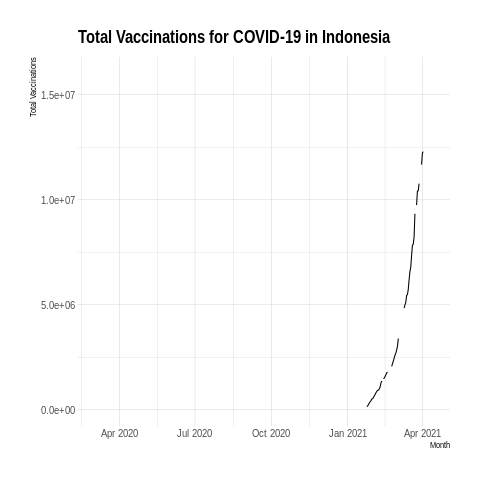 Total Vaccinations for COVID-19 in Indonesia
Total Vaccinations
1.5e+07
1.0e+07
5.0e+06
0.0e+00
Apr 2020 Jul 2020 Oct 2020 Jan 2021 Apr 2021
Month